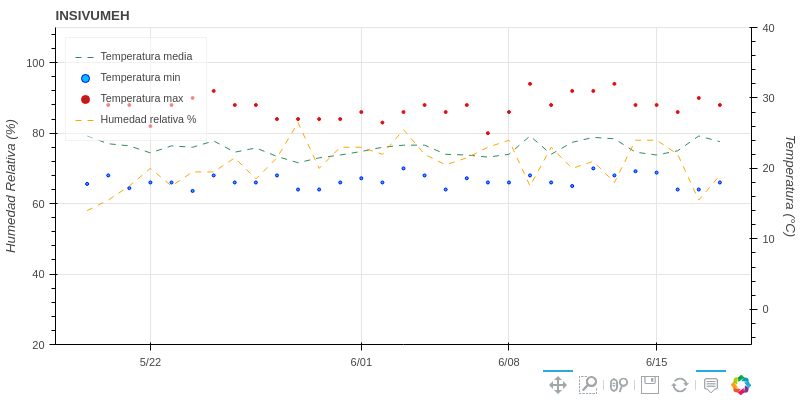 INSIVUMEH
Temperatura media
Temperatura min
Temperatura max
Humedad relativa %
Humedad Relativa (%)
100
80
60
40
20
Temperatura (°C)
40
30
20
10
0
5/22
6/01
6/08
6/15